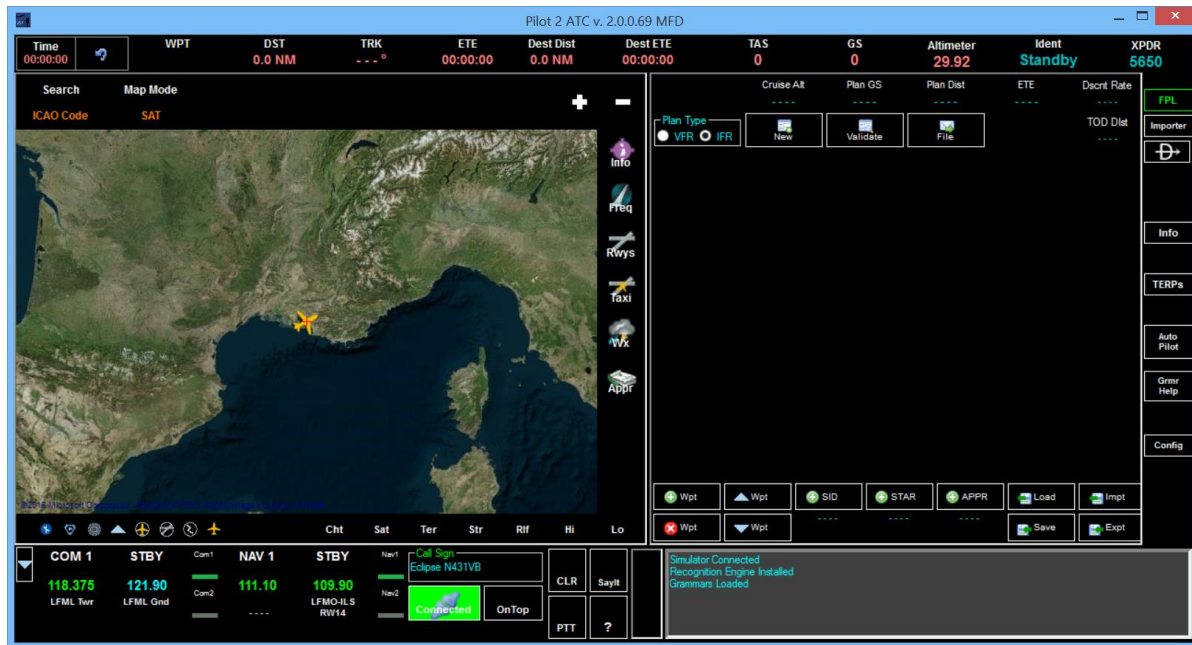 Pilot 2 ATC v. 2.0.0.69 MFD
Time WPT DST TRK ETE Dest Dist Dest ETE TAS GS Altimeter Ident XPDR
00:00:00 0.0 NM - - - ° 00:00:00 0.0 NM 00:00:00 0 0 29.92 Standby 5650
Search Map Mode
ICAO Code SAT
Info
Freq
Rwys
Taxi
Wx
Appr
Cht Sat Ter Str Rlf Hi Lo
Cruise Alt Plan GS Plan Dist ETE Dscnt Rate
- - - - - - - - - - - - - - - - - - - -
Plan Type
VFR IFR
New Validate File
TOD DIst
- - - -
FPL
Importer
D
Info
TERPs
Auto
Pilot
Grmr
Help
Config
Wpt Wpt SID STAR APPR Load Impt
Wpt Wpt - - - - - - - - - - - - Save Expt
COM 1 STBY Com1 NAV 1 STBY Nav1
118.375 121.90 Com2 111.10 109.90 Nav2
LFML Twr LFML Gnd - - - - LFMO-ILS
RW14
Call Sign
Eclipse N431VB
Connected OnTop
CLR SayIt
PTT ?
Simulator Connected
Recognition Engine Installed
Grammars Loaded